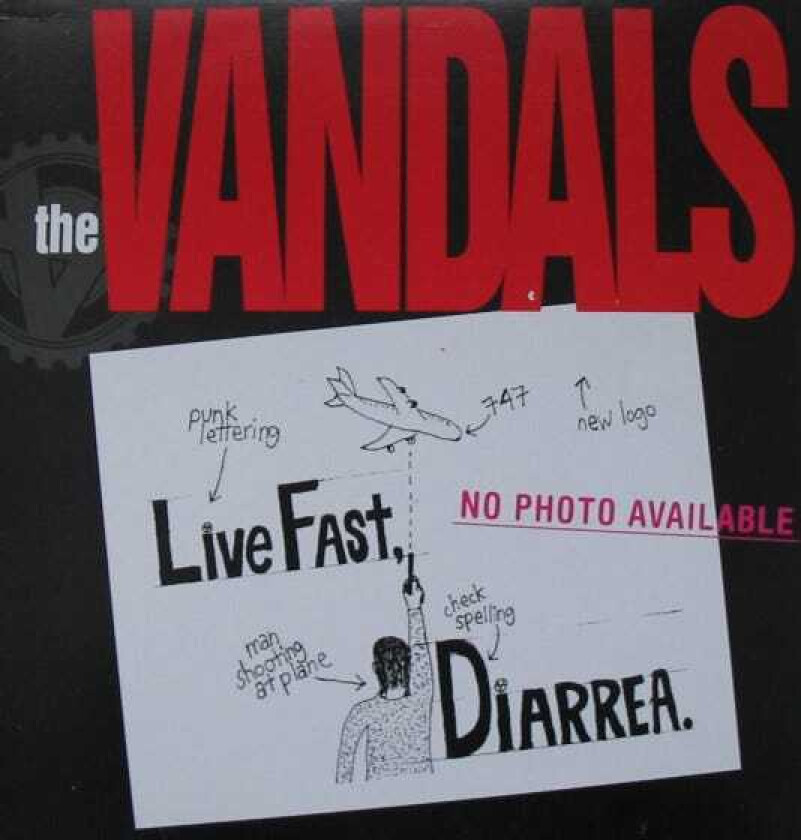 the VANDALS
747
new logo
punk
lettering
Live Fast,
NO PHOTO AVAILABLE
check
spelling
man
shooting
at plane
DiARREA.